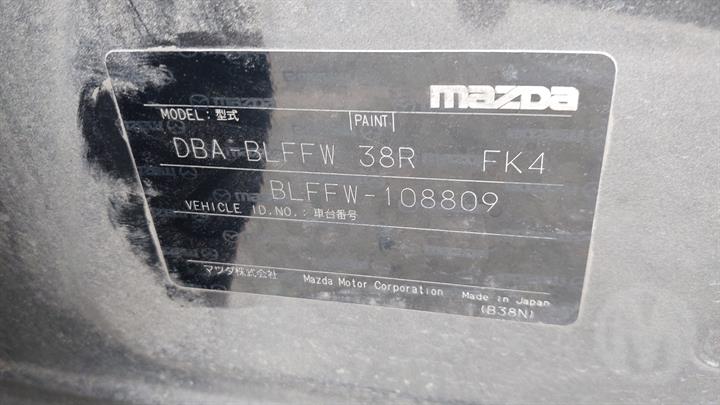 mazda
MODEL:型式 |PAINT|
DBA-BLFFW 38R FK4
BLFFW-108809
VEHICLE ID.NO.:車台番号
マツダ株式会社 Mazda Motor Corporation Made in Japan
(B38N)